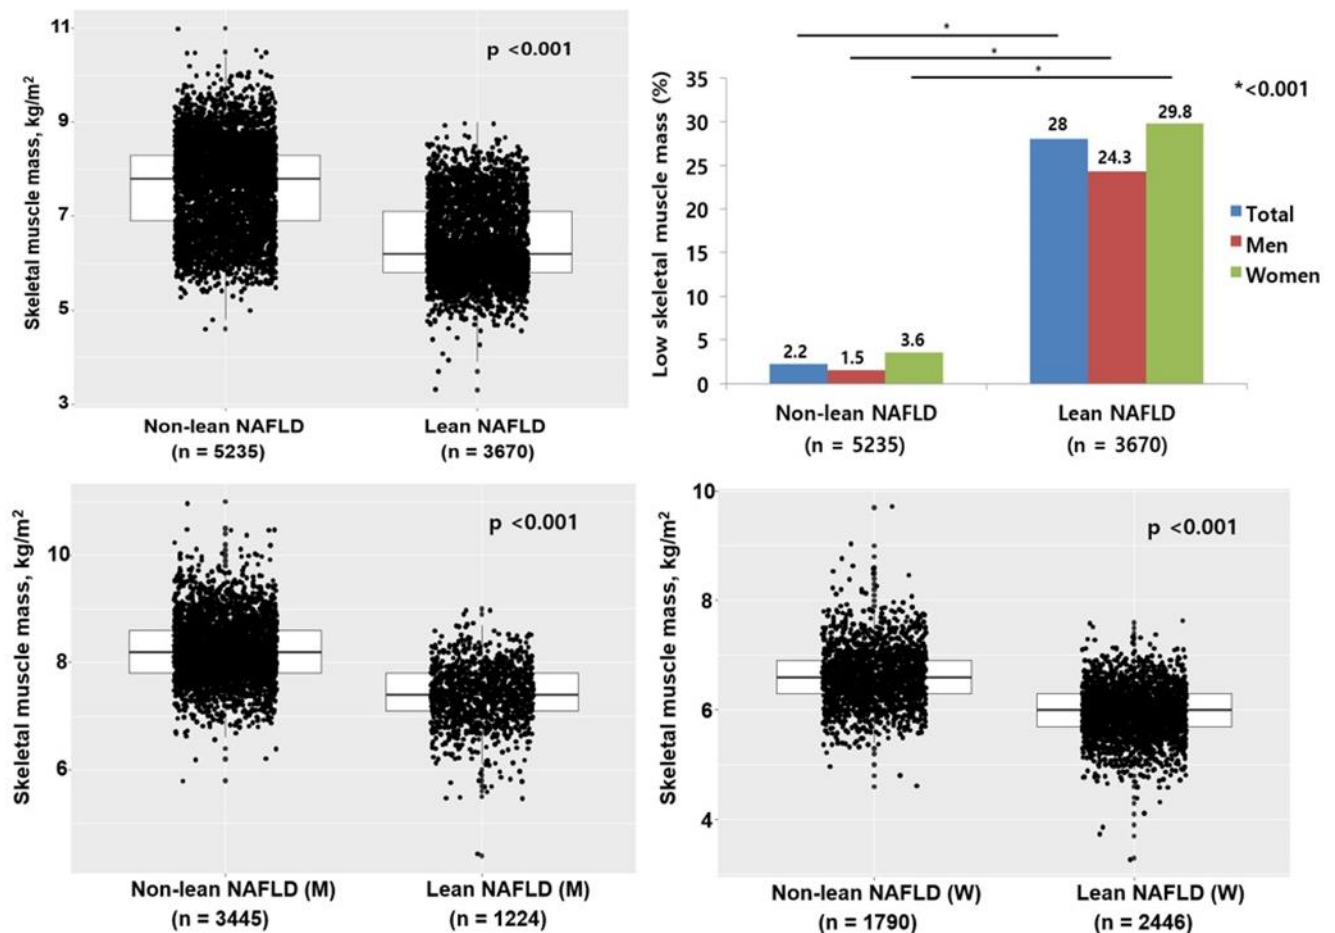 Skeletal muscle mass, kg/m²
11
9
7
5
3
p <0.001
Non-lean NAFLD
(n = 5235)
Lean NAFLD
(n = 3670)
Low skeletal muscle mass (%)
35
30
25
20
15
10
5
0
*
*
*
*<0.001
2.2
1.5
3.6
28
24.3
29.8
Total
Men
Women
Non-lean NAFLD
(n = 5235)
Lean NAFLD
(n = 3670)
Skeletal muscle mass, kg/m²
10
8
6
p <0.001
Non-lean NAFLD (M)
(n = 3445)
Lean NAFLD (M)
(n = 1224)
Skeletal muscle mass, kg/m²
10
8
6
4
p <0.001
Non-lean NAFLD (W)
(n = 1790)
Lean NAFLD (W)
(n = 2446)